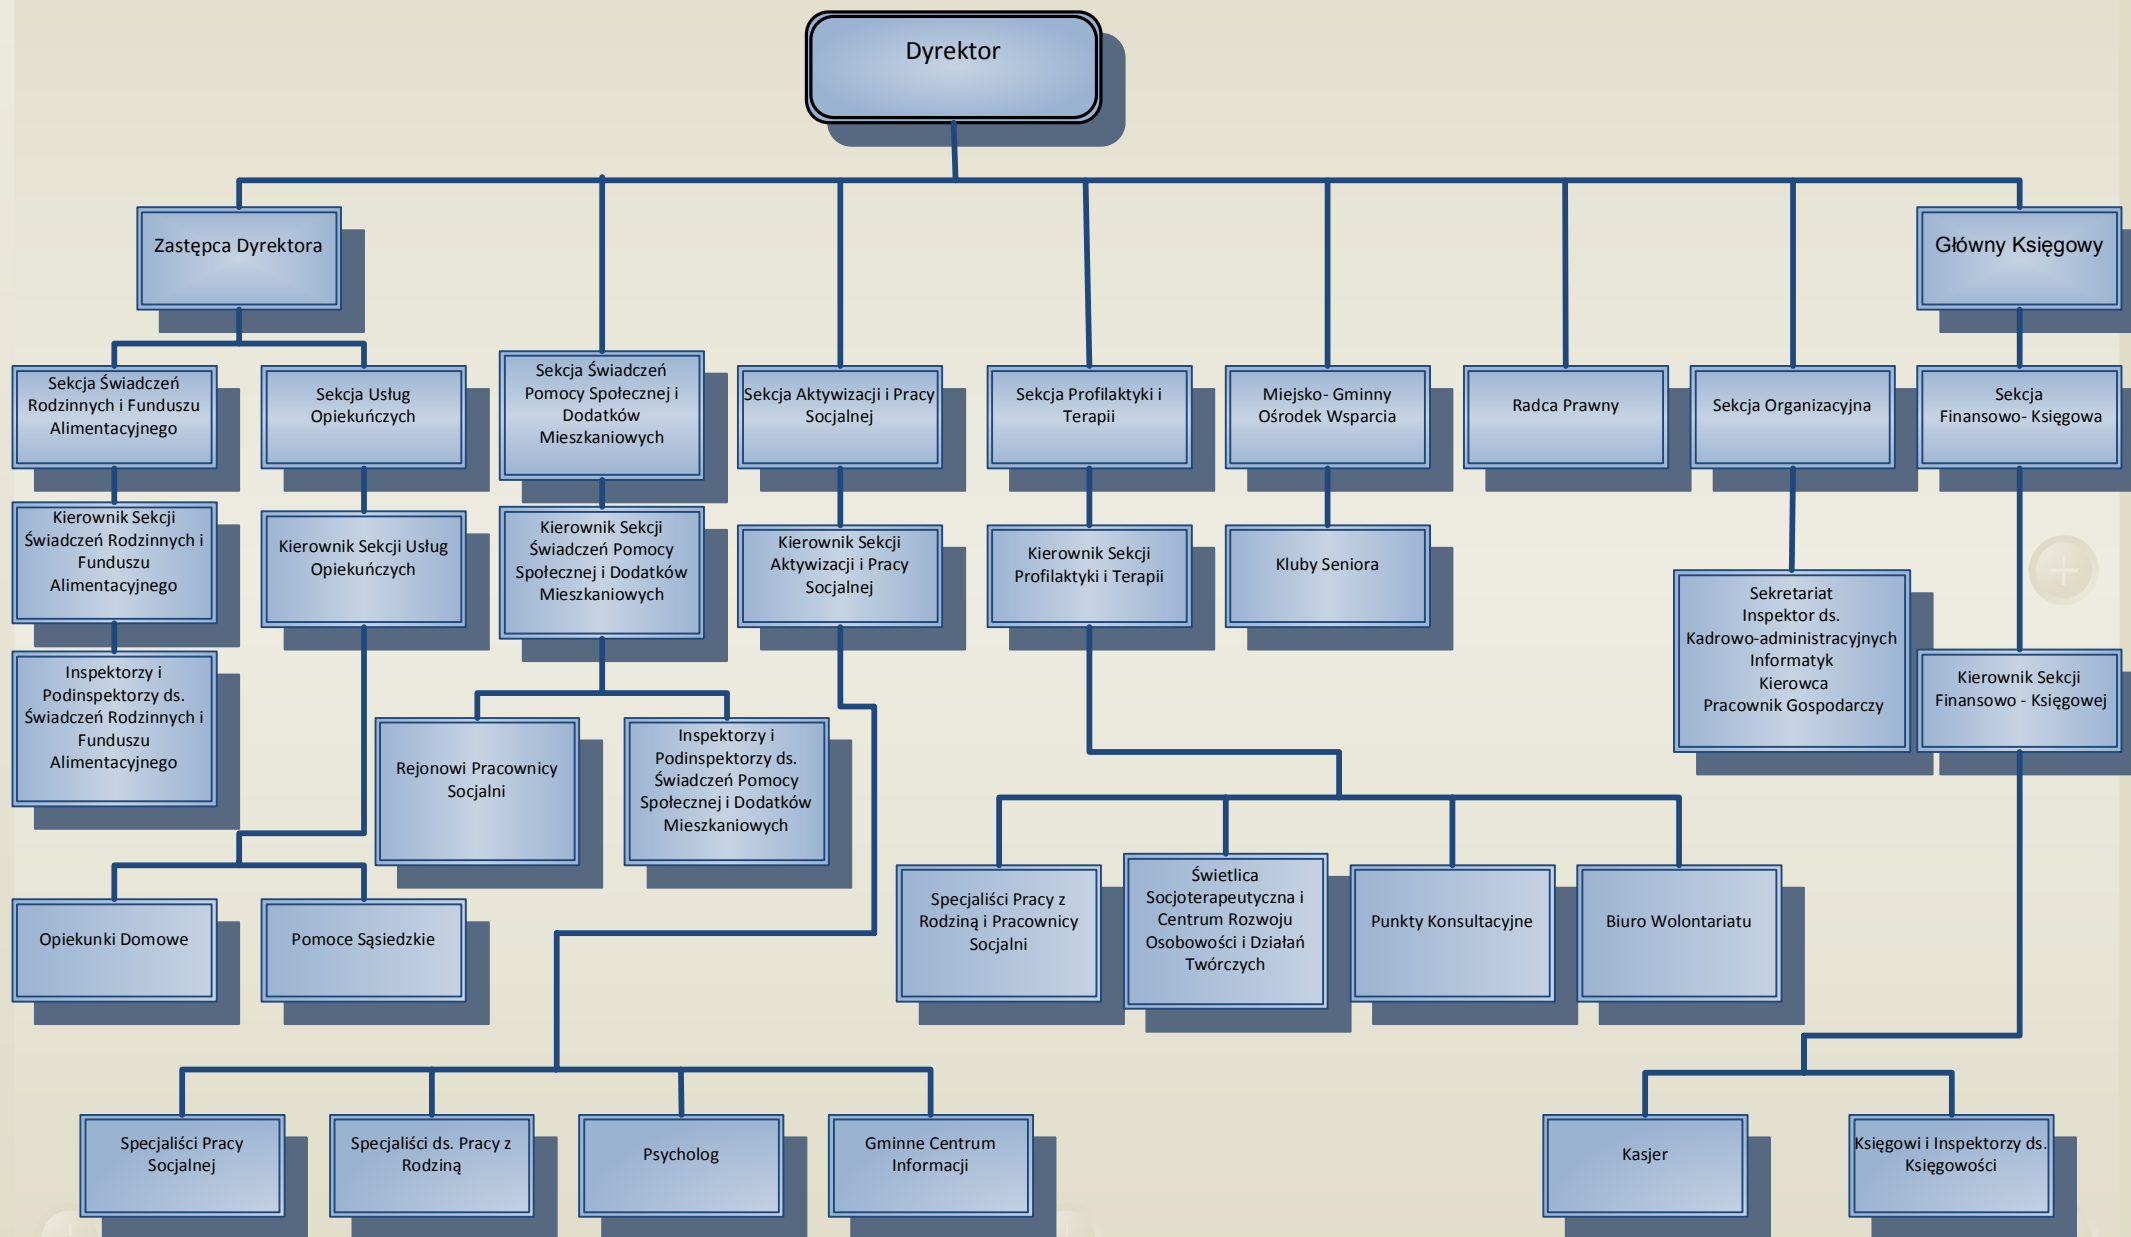 Dyrektor
Zastępca Dyrektora
Główny Księgowy
Sekcja Świadczeń
Rodzinnych i Funduszu
Alimentacyjnego
Sekcja Usług
Opiekuńczych
Sekcja Świadczeń
Pomocy Społecznej i
Dodatków
Mieszkaniowych
Sekcja Aktywizacji i Pracy
Socjalnej
Sekcja Profilaktyki i
Terapii
Miejsko- Gminny
Ośrodek Wsparcia
Radca Prawny
Sekcja Organizacyjna
Sekcja
Finansowo- Księgowa
Kierownik Sekcji
Świadczeń Rodzinnych i
Funduszu
Alimentacyjnego
Kierownik Sekcji Usług
Opiekuńczych
Kierownik Sekcji
Świadczeń Pomocy
Społecznej i Dodatków
Mieszkaniowych
Kierownik Sekcji
Aktywizacji i Pracy
Socjalnej
Kierownik Sekcji
Profilaktyki i Terapii
Kluby Seniora
Sekretariat
Inspektor ds.
Kadrowo-administracyjnych
Informatyk
Kierowca
Pracownik Gospodarczy
Kierownik Sekcji
Finansowo - Księgowej
Inspektorzy i
Podinspektorzy ds.
Świadczeń Rodzinnych i
Funduszu
Alimentacyjnego
Rejonowi Pracownicy
Socjalni
Inspektorzy i
Podinspektorzy ds.
Świadczeń Pomocy
Społecznej i Dodatków
Mieszkaniowych
Opiekunki Domowe
Pomoce Sąsiedzkie
Specjaliści Pracy z
Rodziną i Pracownicy
Socjalni
Świetlica
Socjoterapeutyczna i
Centrum Rozwoju
Osobowości i Działań
Twórczych
Punkty Konsultacyjne
Biuro Wolontariatu
Specjaliści Pracy
Socjalnej
Specjaliści ds. Pracy z
Rodziną
Psycholog
Gminne Centrum
Informacji
Kasjer
Księgowi i Inspektorzy ds.
Księgowości